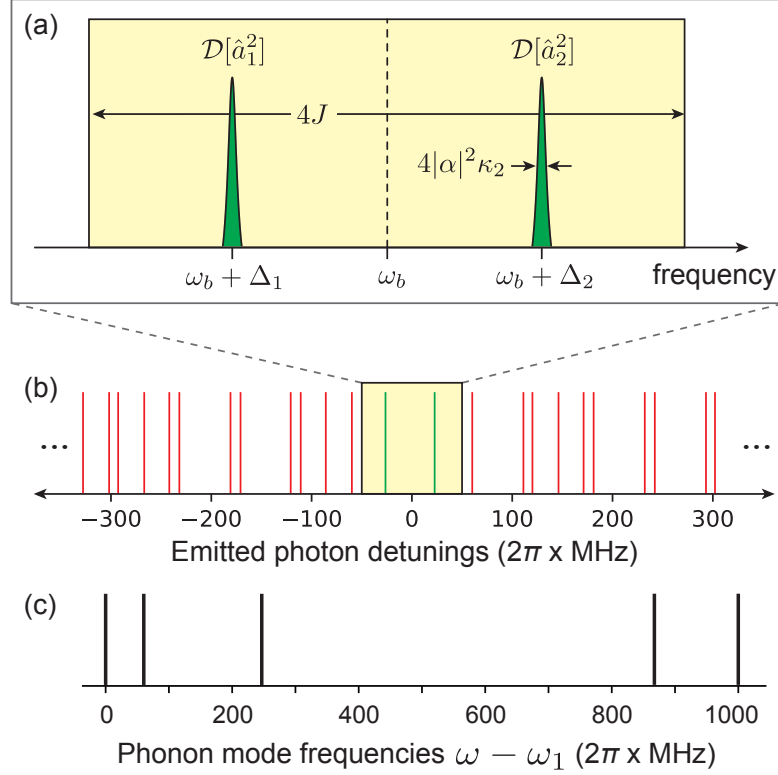 (a)
𝒟[â₁²] 𝒟[â₂²]
4J
4|α|²κ₂
ω_b + Δ₁ ω_b ω_b + Δ₂ frequency
(b)
... ...
−300 −200 −100 0 100 200 300
Emitted photon detunings (2π x MHz)
(c)
0 200 400 600 800 1000
Phonon mode frequencies ω − ω₁ (2π x MHz)